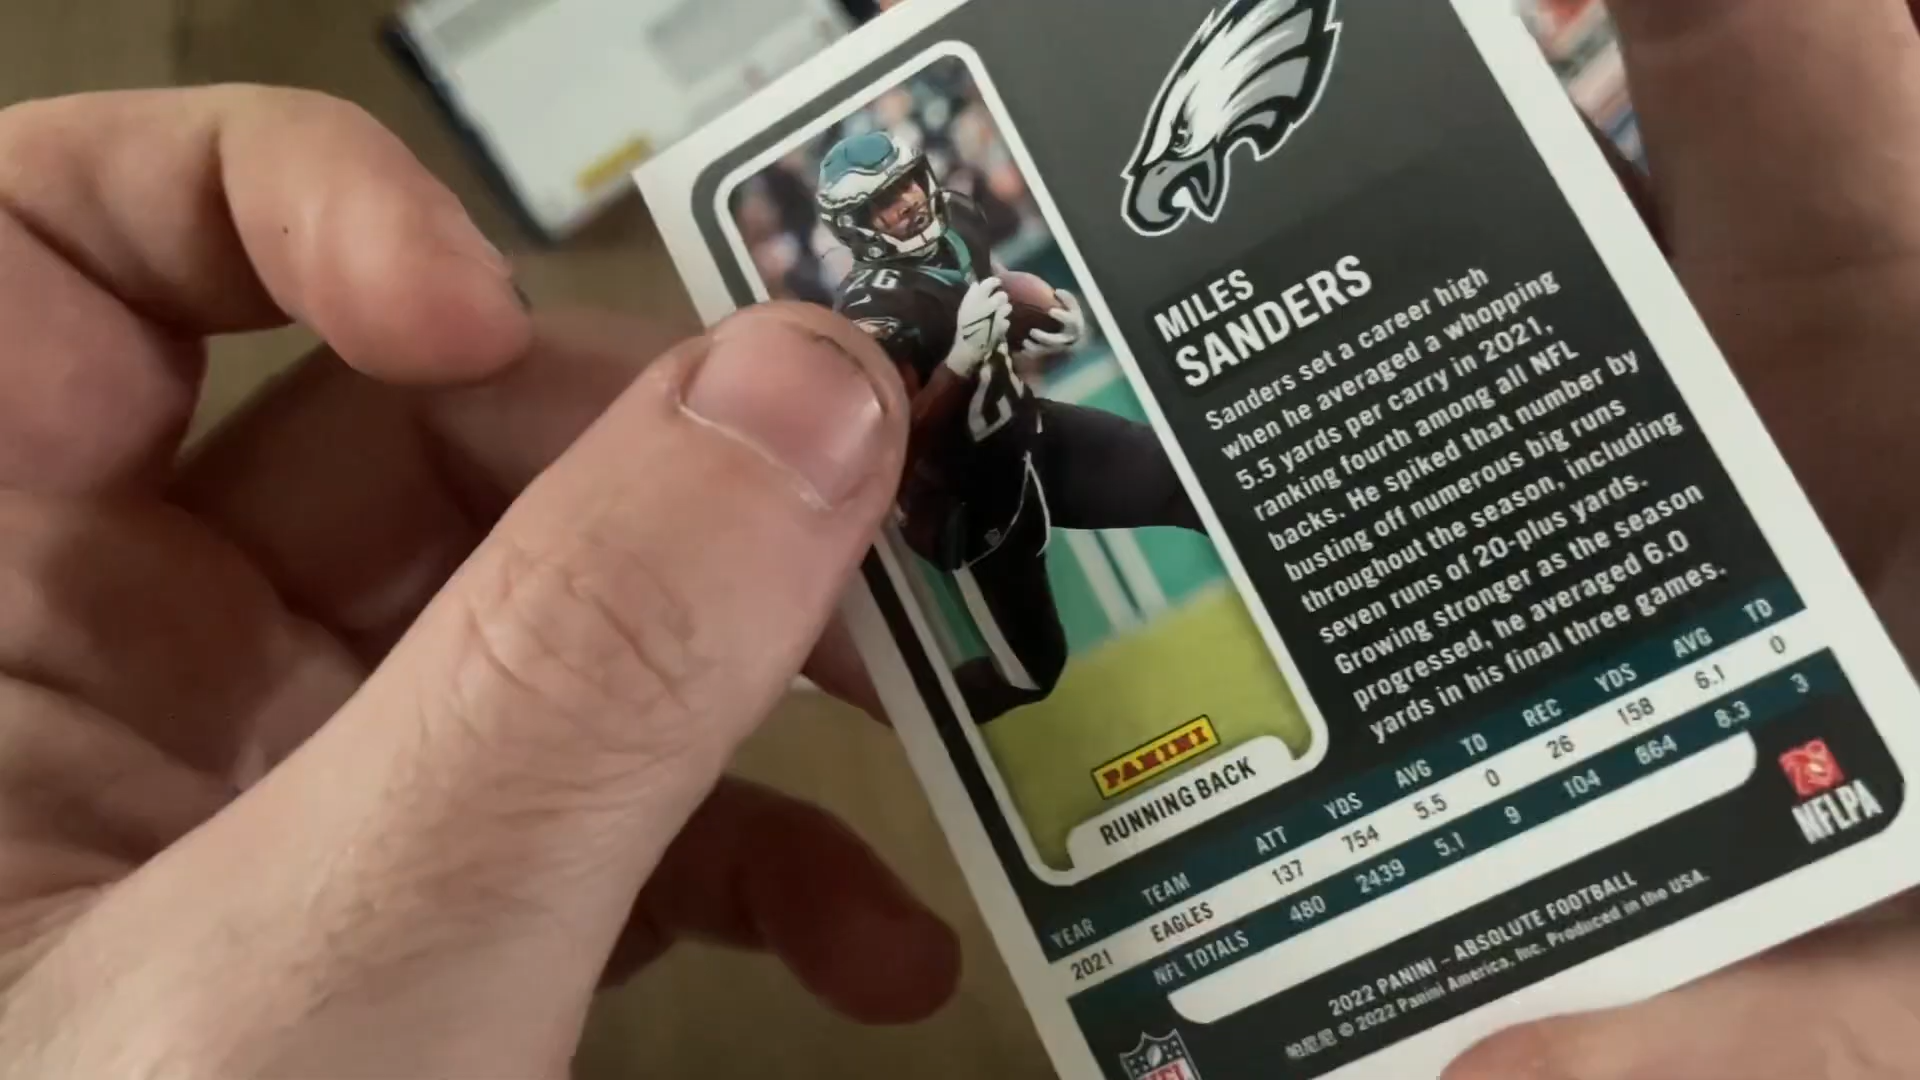 26
MILES
SANDERS
Sanders set a career high
when he averaged a whopping
5.5 yards per carry in 2021,
ranking fourth among all NFL
backs. He spiked that number by
busting off numerous big runs
throughout the season, including
seven runs of 20-plus yards.
Growing stronger as the season
progressed, he averaged 6.0
yards in his final three games.
PANINI
RUNNING BACK
YEAR TEAM ATT YDS AVG TD REC YDS AVG TD
2021 EAGLES 137 754 5.5 0 26 158 6.1 0
NFL TOTALS 480 2439 5.1 9 104 864 8.3 3
NFLPA
2022 PANINI – ABSOLUTE FOOTBALL
© 2022 Panini America, Inc. Produced in the USA.
NFL